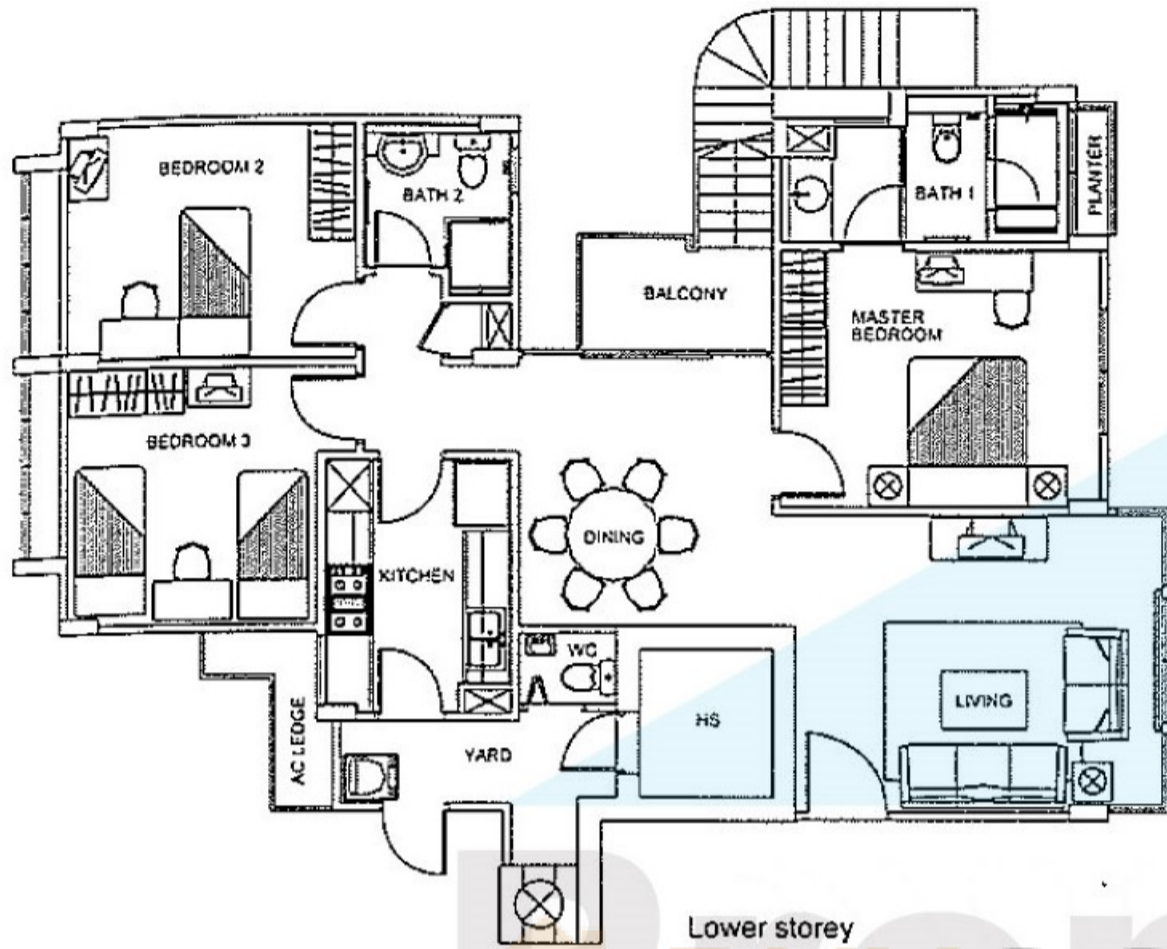 BEDROOM 2
BATH 2
BATH 1
PLANTER
BALCONY
MASTER
BEDROOM
BEDROOM 3
DINING
KITCHEN
WC
LIVING
HS
AC LEDGE
YARD
Lower storey